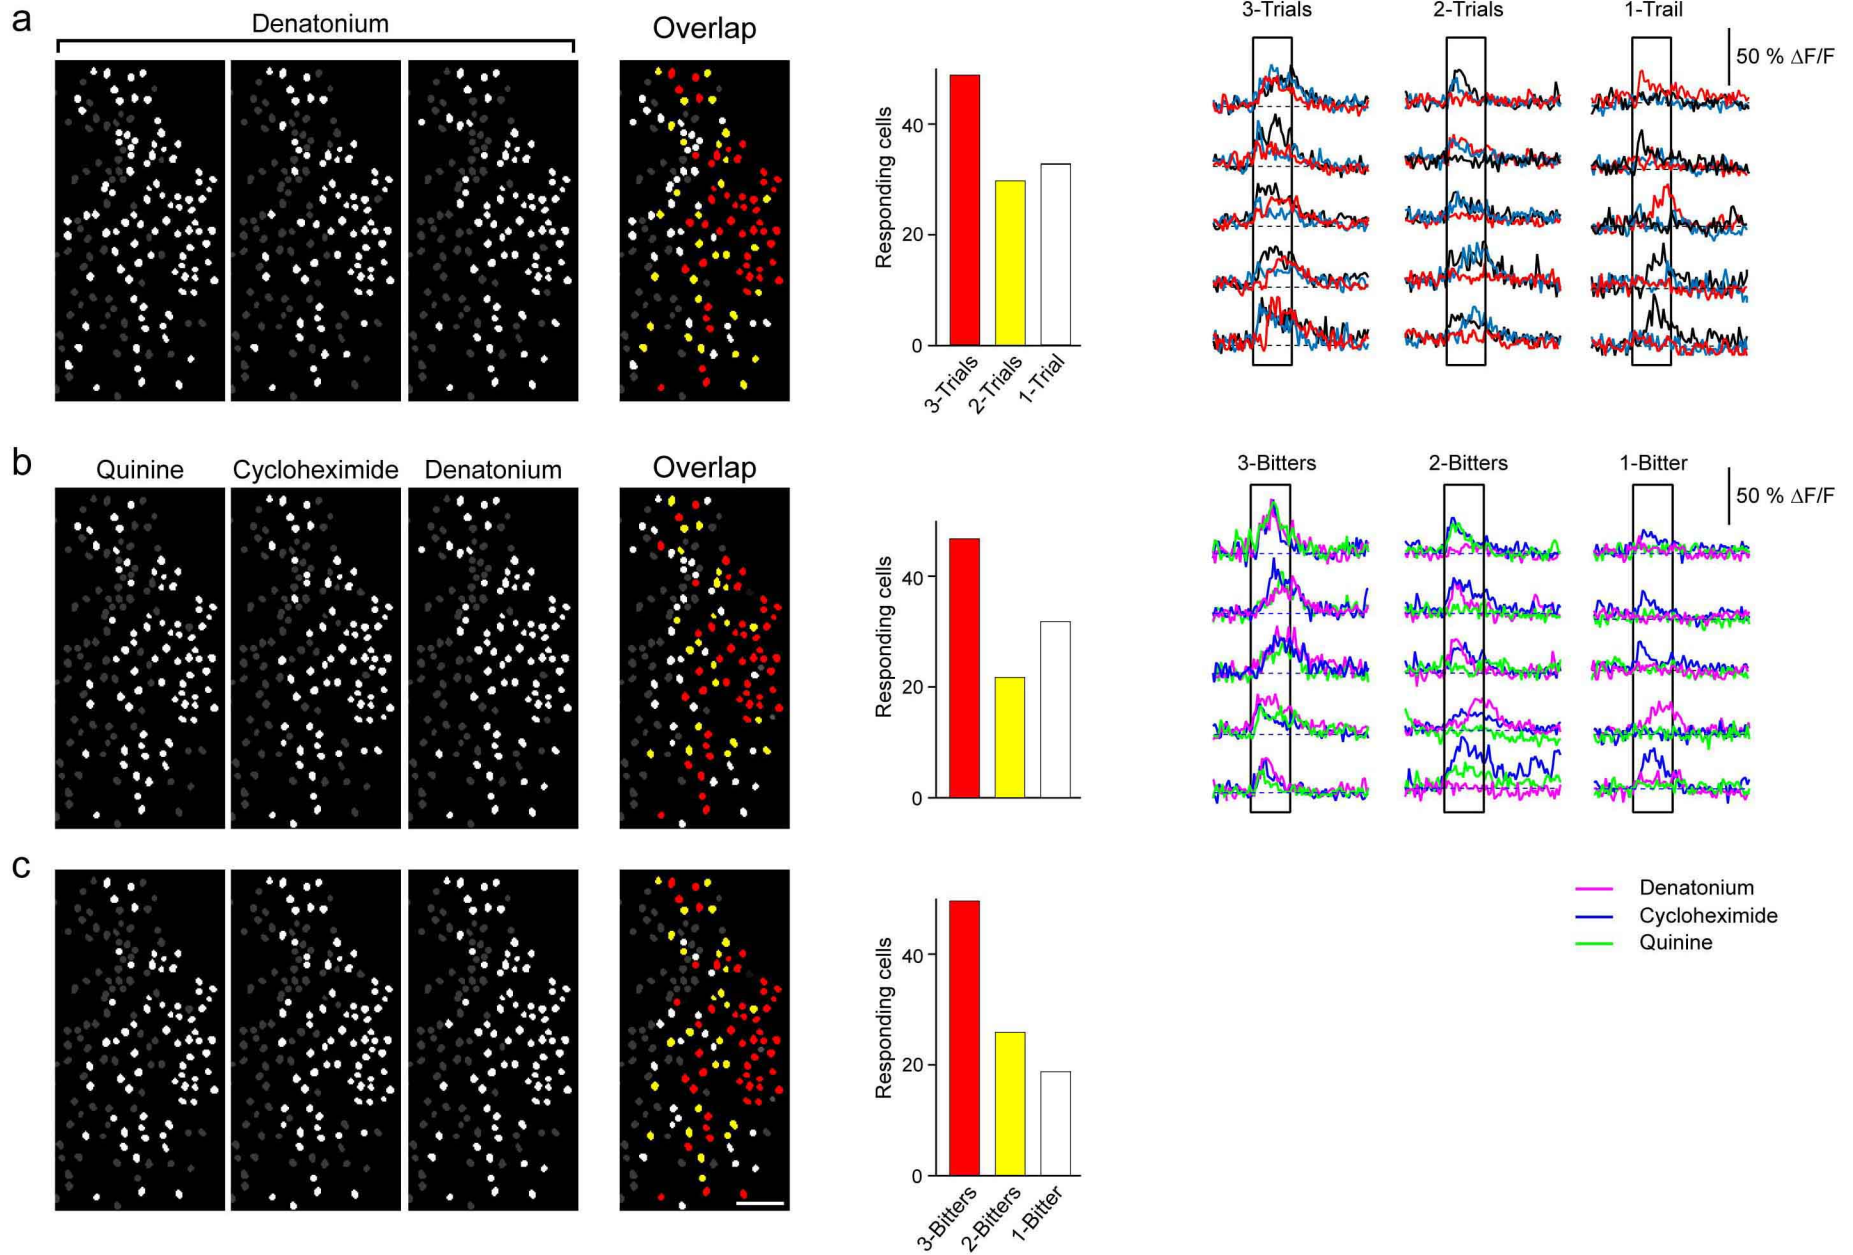 a
Denatonium
Overlap
3-Trials
2-Trials
1-Trail
50 % ΔF/F
Responding cells
40
20
0
3-Trials
2-Trials
1-Trial
b
Quinine
Cycloheximide
Denatonium
Overlap
3-Bitters
2-Bitters
1-Bitter
50 % ΔF/F
Responding cells
40
20
0
c
Denatonium
Cycloheximide
Quinine
Responding cells
40
20
0
3-Bitters
2-Bitters
1-Bitter